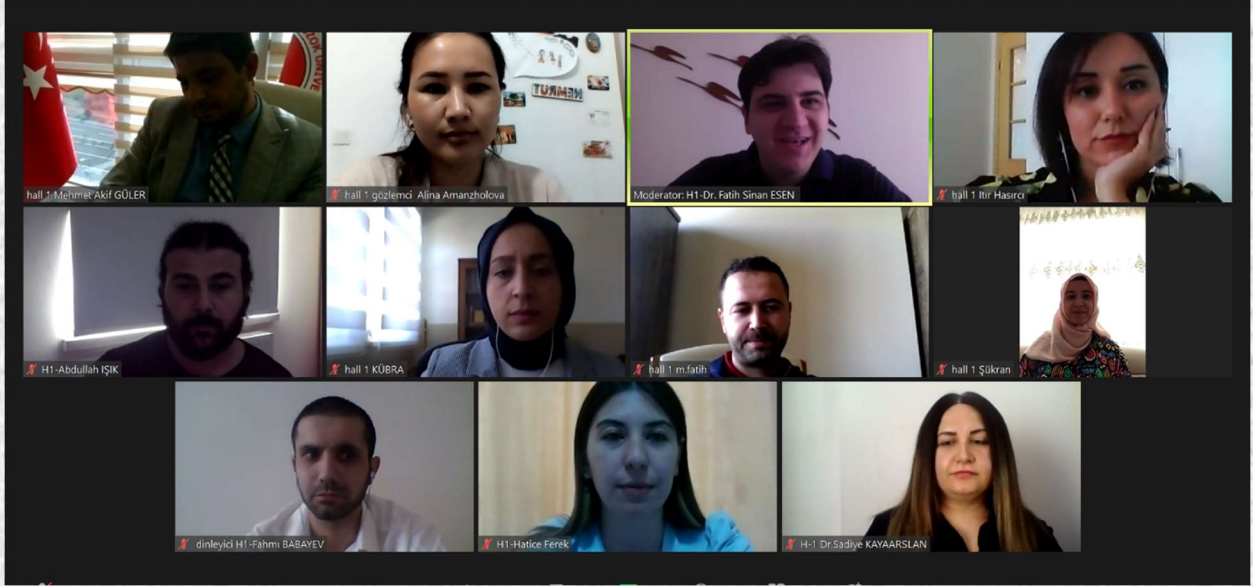 hall 1 Mehmet Akif GÜLER
hall 1 gözlemci Alina Amanzholova
Moderator: H1-Dr. Fatih Sinan ESEN
hall 1 Itır Hasırcı
H1-Abdullah IŞIK
hall 1 KÜBRA
hall 1 m.fatih
hall 1 Şükran
dinleyici H1-Fahmı BABAYEV
H1-Hatice Ferek
H-1 Dr.Sadiye KAYAARSLAN